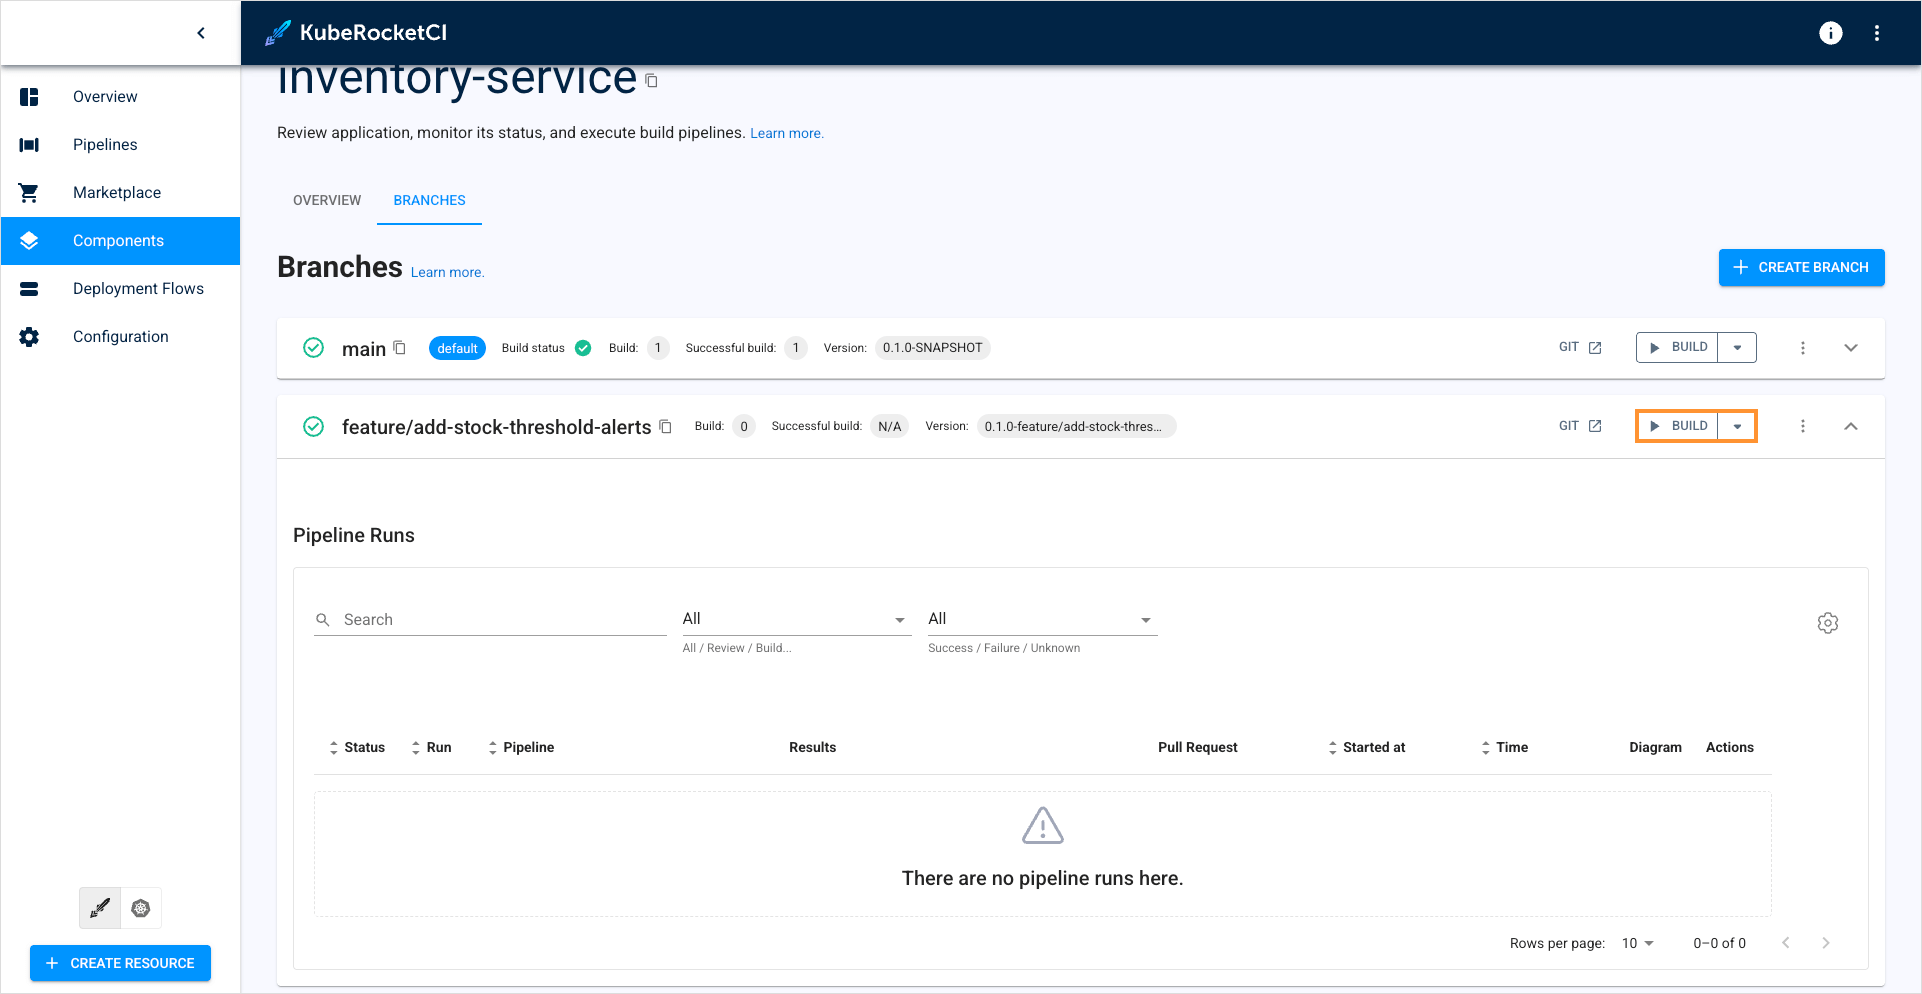 KubeRocketCI
inventory-service
Review application, monitor its status, and execute build pipelines. Learn more.
Overview
Pipelines
Marketplace
Components
Deployment Flows
Configuration
CREATE RESOURCE
OVERVIEW BRANCHES
Branches Learn more.
CREATE BRANCH
main default Build status Build: 1 Successful build: 1 Version: 0.1.0-SNAPSHOT GIT BUILD
feature/add-stock-threshold-alerts Build: 0 Successful build: N/A Version: 0.1.0-feature/add-stock-thres... GIT BUILD
Pipeline Runs
Search All All
All / Review / Build... Success / Failure / Unknown
Status Run Pipeline Results Pull Request Started at Time Diagram Actions
There are no pipeline runs here.
Rows per page: 10 0–0 of 0